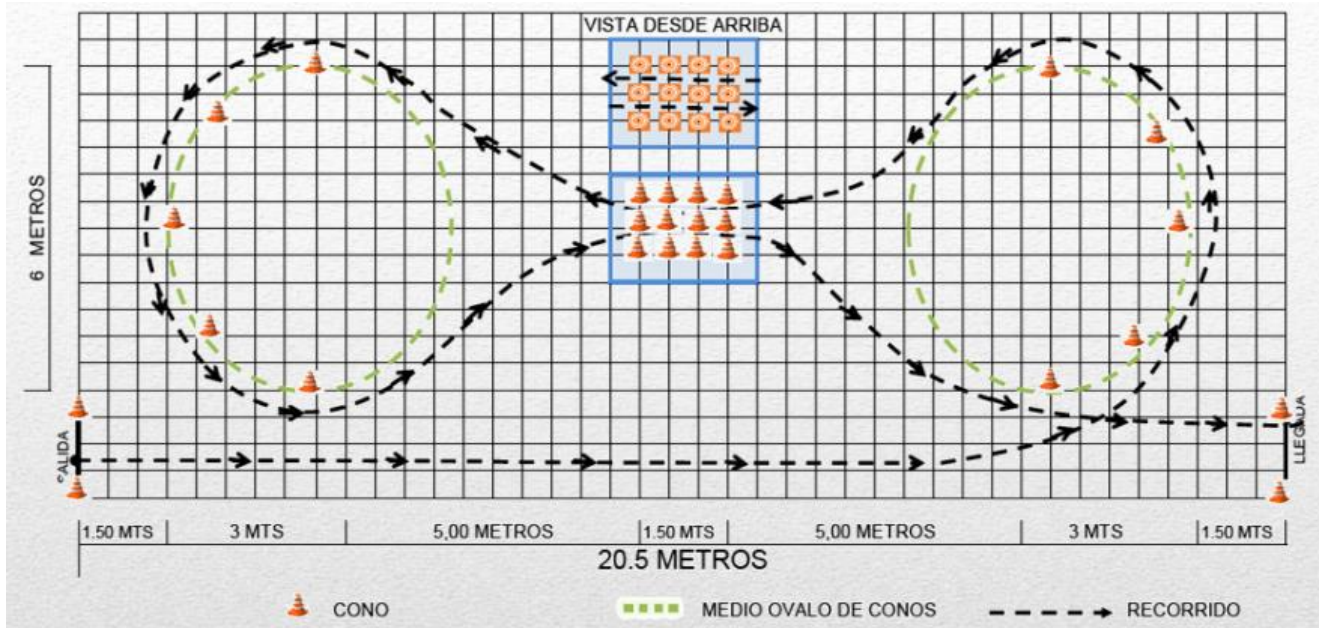 VISTA DESDE ARRIBA
6 METROS
SALIDA
LLEGADA
1.50 MTS
3 MTS
5,00 METROS
1.50 MTS
5,00 METROS
3 MTS
1.50 MTS
20.5 METROS
CONO
MEDIO OVALO DE CONOS
RECORRIDO